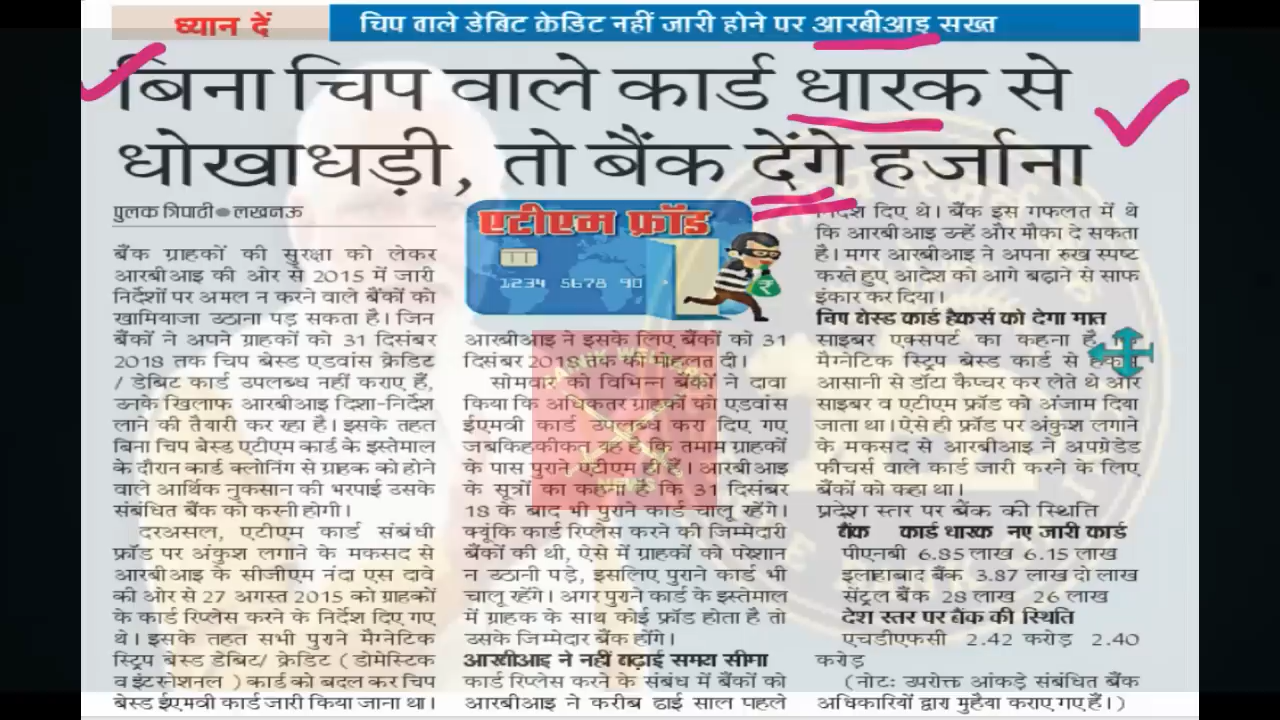 ध्यान दें
चिप वाले डेबिट क्रेडिट नहीं जारी होने पर आरबीआइ सख्त
बिना चिप वाले कार्ड धारक से
धोखाधड़ी, तो बैंक देंगे हर्जाना
पुलक त्रिपाठी●लखनऊ
बैंक ग्राहकों की सुरक्षा को लेकर
आरबीआइ की ओर से 2015 में जारी
निर्देशों पर अमल न करने वाले बैंकों को
खामियाजा उठाना पड़ सकता है। जिन
बैंकों ने अपने ग्राहकों को 31 दिसंबर
2018 तक चिप बेस्ड एडवांस क्रेडिट
/ डेबिट कार्ड उपलब्ध नहीं कराए हैं,
उनके खिलाफ आरबीआइ दिशा-निर्देश
लाने की तैयारी कर रहा है। इसके तहत
बिना चिप बेस्ड एटीएम कार्ड के इस्तेमाल
के दौरान कार्ड क्लोनिंग से ग्राहक को होने
वाले आर्थिक नुकसान की भरपाई उसके
संबंधित बैंक को करनी होगी।
दरअसल, एटीएम कार्ड संबंधी
फ्रॉड पर अंकुश लगाने के मकसद से
आरबीआइ के सीजीएम नंदा एस दावे
की ओर से 27 अगस्त 2015 को ग्राहकों
के कार्ड रिप्लेस करने के निर्देश दिए गए
थे। इसके तहत सभी पुराने मैग्नेटिक
स्ट्रिप बेस्ड डेबिट/ क्रेडिट (डोमेस्टिक
व इंटरनेशनल ) कार्ड को बदल कर चिप
बेस्ड ईएमवी कार्ड जारी किया जाना था।
एटीएम फ्रॉड
1234 5678 90
आरबीआइ ने इसके लिए बैंकों को 31
दिसंबर 2018 तक की मोहलत दी।
सोमवार को विभिन्न बैंकों ने दावा
किया कि अधिकतर ग्राहकों को एडवांस
ईएमवी कार्ड उपलब्ध करा दिए गए
जबकि हकीकत यह है कि तमाम ग्राहकों
के पास पुराने एटीएम ही हैं। आरबीआइ
के सूत्रों का कहना है कि 31 दिसंबर
18 के बाद भी पुराने कार्ड चालू रहेंगे।
क्यूंकि कार्ड रिप्लेस करने की जिम्मेदारी
बैंकों की थी, ऐसे में ग्राहकों को परेशान
न उठानी पड़े, इसलिए पुराने कार्ड भी
चालू रहेंगे। अगर पुराने कार्ड के इस्तेमाल
में ग्राहक के साथ कोई फ्रॉड होता है तो
उसके जिम्मेदार बैंक होंगे।
आरबीआइ ने नहीं बढ़ाई समय सीमा
कार्ड रिप्लेस करने के संबंध में बैंकों को
आरबीआइ ने करीब ढाई साल पहले
दिए थे। बैंक इस गफलत में थे
कि आरबीआइ उन्हें और मौका दे सकता
है। मगर आरबीआइ ने अपना रुख स्पष्ट
करते हुए आदेश को आगे बढ़ाने से साफ
इंकार कर दिया।
चिप बेस्ड कार्ड हैकर्स को देगा मात
साइबर एक्सपर्ट का कहना है
मैग्नेटिक स्ट्रिप बेस्ड कार्ड से हैकर्स
आसानी से डॉटा कैप्चर कर लेते थे और
साइबर व एटीएम फ्रॉड को अंजाम दिया
जाता था। ऐसे ही फ्रॉड पर अंकुश लगाने
के मकसद से आरबीआइ ने अपग्रेडेड
फीचर्स वाले कार्ड जारी करने के लिए
बैंकों को कहा था।
प्रदेश स्तर पर बैंक की स्थिति
बैंक कार्ड धारक नए जारी कार्ड
पीएनबी 6.85 लाख 6.15 लाख
इलाहाबाद बैंक 3.87 लाख दो लाख
सेंट्रल बैंक 28 लाख 26 लाख
देश स्तर पर बैंक की स्थिति
एचडीएफसी 2.42 करोड़ 2.40
करोड़
(नोटः उपरोक्त आंकड़े संबंधित बैंक
अधिकारियों द्वारा मुहैया कराए गए हैं।)